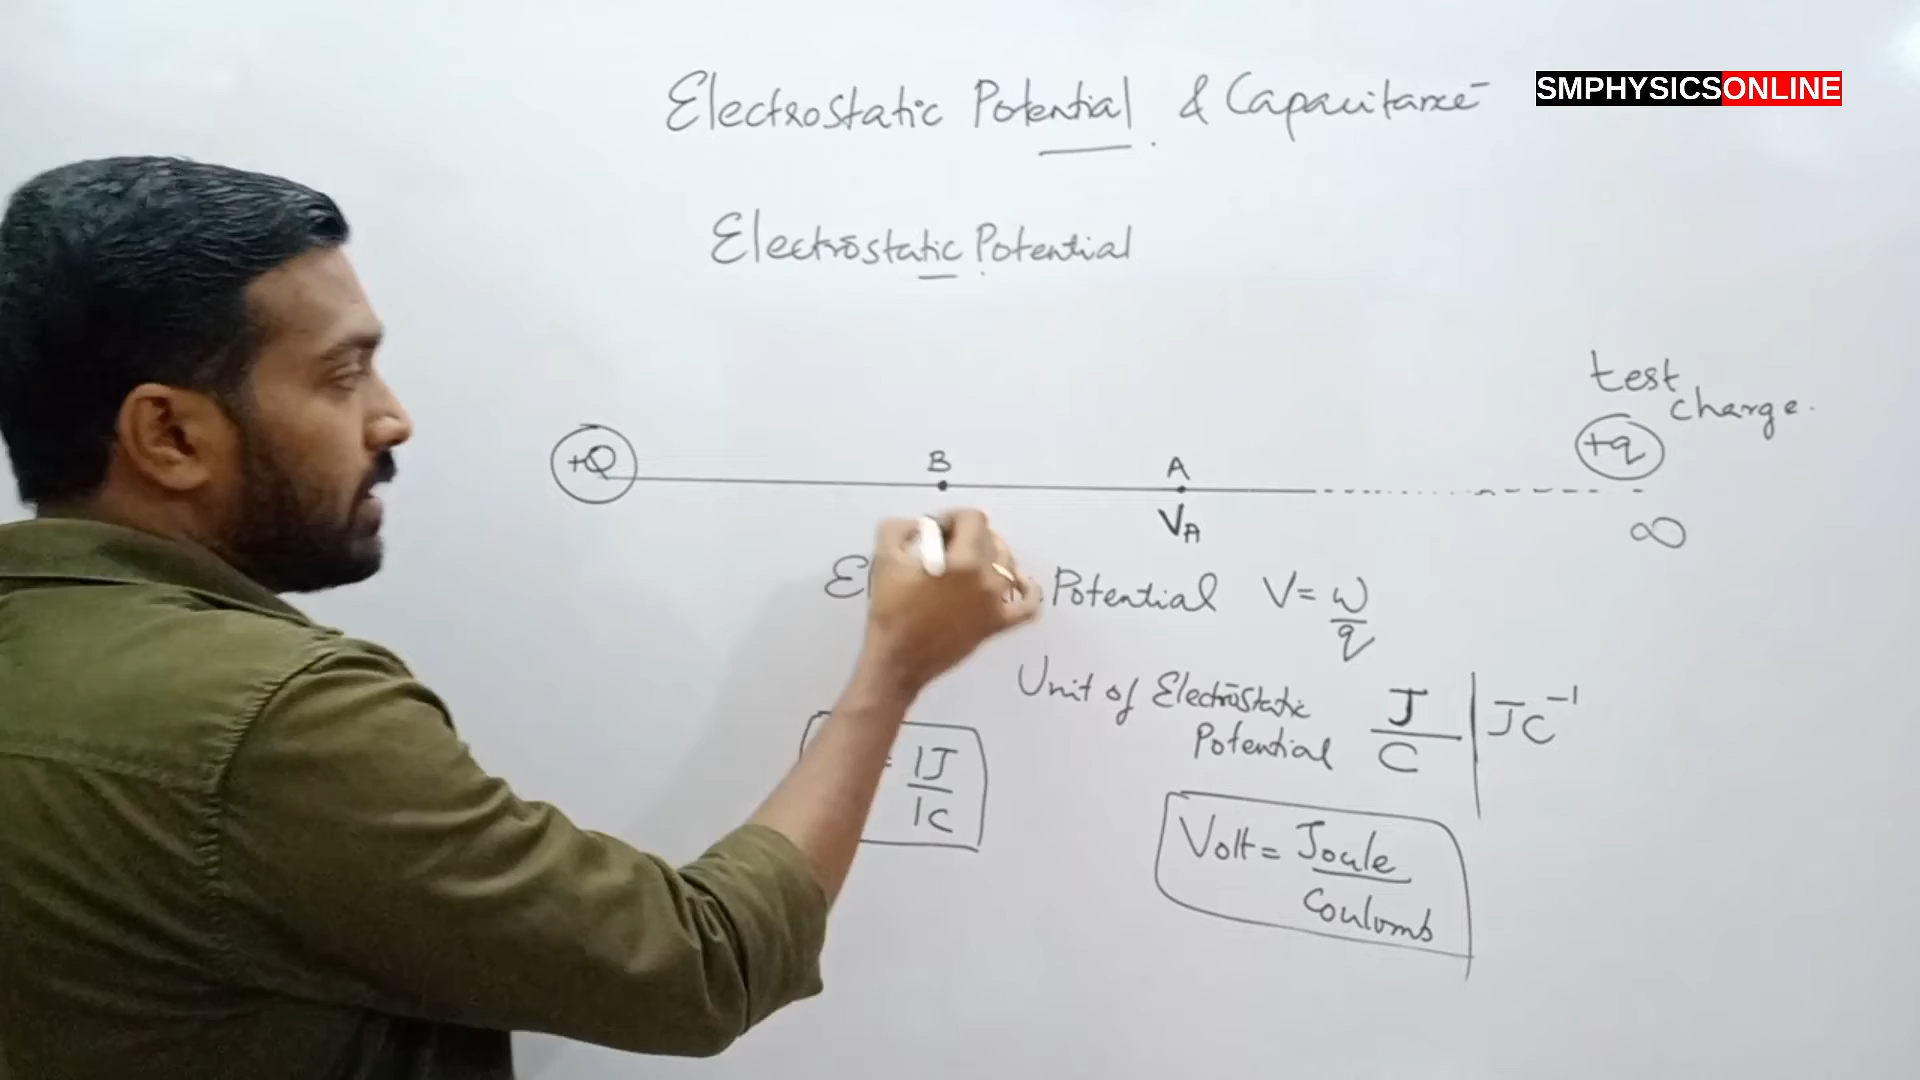 SMPHYSICSONLINE
Electrostatic Potential & Capacitance
Electrostatic Potential
test
charge.
+Q
B
A
+q
VA
∞
Potential V = w/q
Unit of Electrostatic
Potential
J/C | JC⁻¹
= 1J/1C
Volt = Joule/Coulomb